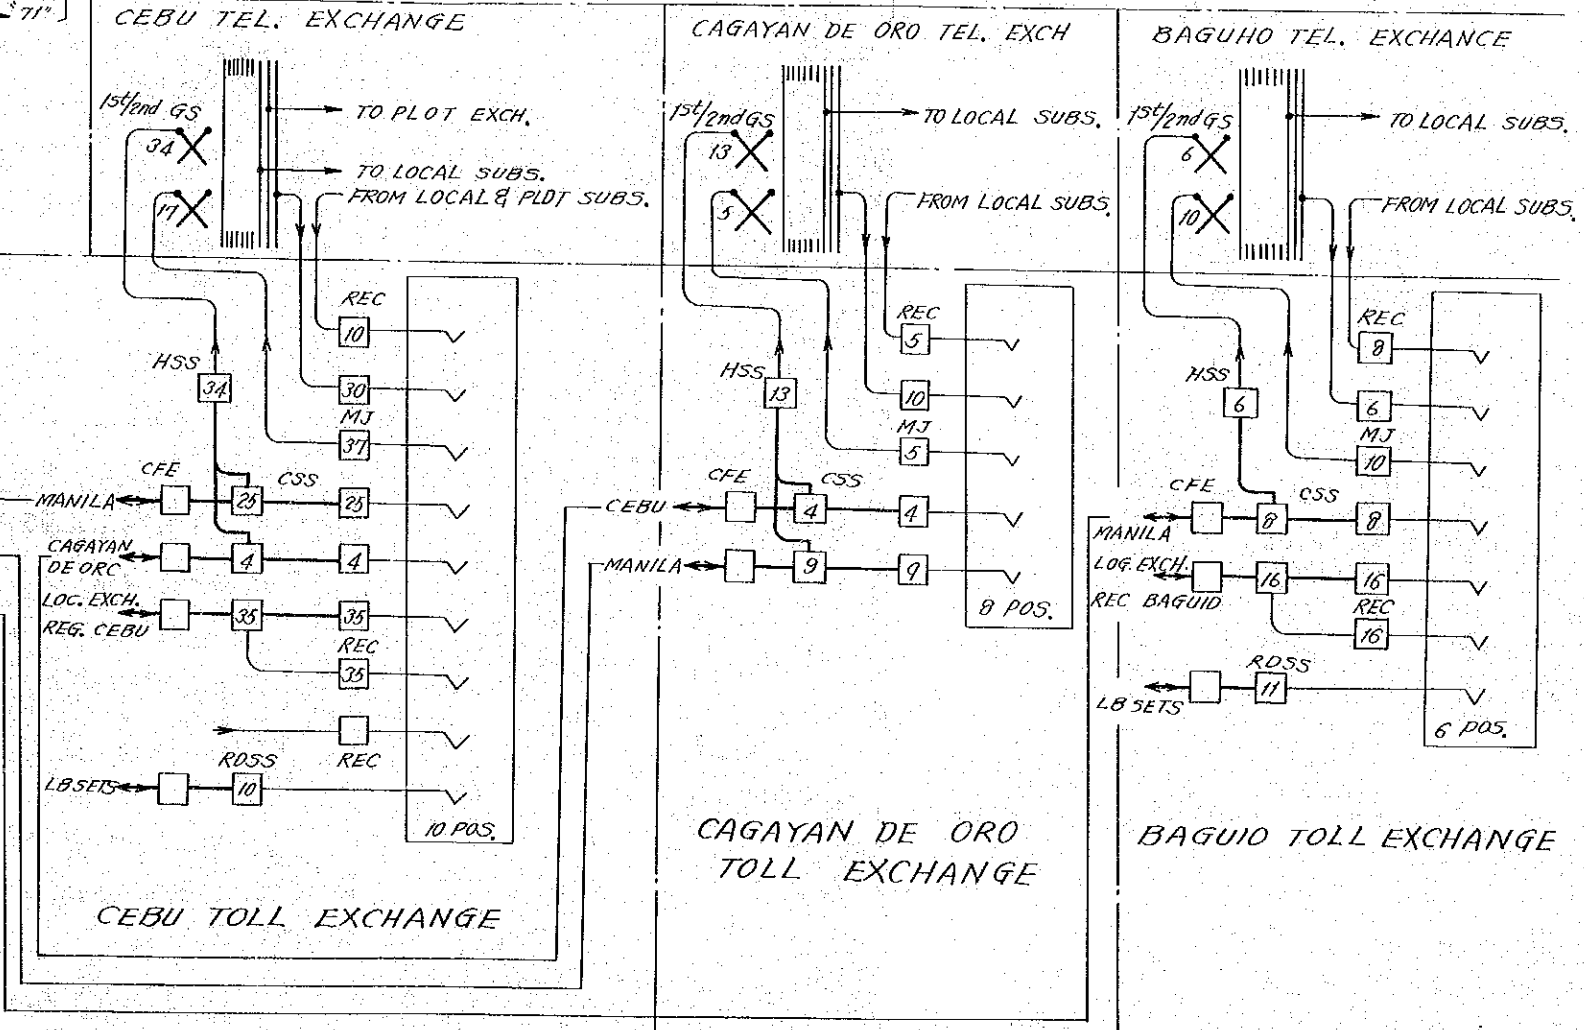 "71"
CEBU TEL. EXCHANGE
1st/2nd GS
34
17
TO PLOT EXCH.
TO LOCAL SUBS.
FROM LOCAL & PLDT SUBS.
REC
10
HSS
34
30
MJ
37
CFE
CSS
MANILA
25
25
CAGAYAN
DE ORC
4
4
LOC. EXCH.
REG. CEBU
35
35
REC
35
REC
RDSS
LB SETS
10
10 POS.
CEBU TOLL EXCHANGE
CAGAYAN DE ORO TEL. EXCH
1st/2nd GS
13
5
TO LOCAL SUBS.
FROM LOCAL SUBS.
REC
5
HSS
13
10
MJ
5
CFE
CSS
CEBU
4
4
MANILA
9
9
8 POS.
CAGAYAN DE ORO
TOLL EXCHANGE
BAGUHO TEL. EXCHANCE
1st/2nd GS
6
10
TO LOCAL SUBS.
FROM LOCAL SUBS.
REC
8
HSS
6
6
MJ
10
CFE
CSS
MANILA
8
8
LOG. EXCH.
REC BAGUID
16
16
REC
16
RDSS
LB SETS
11
6 POS.
BAGUIO TOLL EXCHANGE